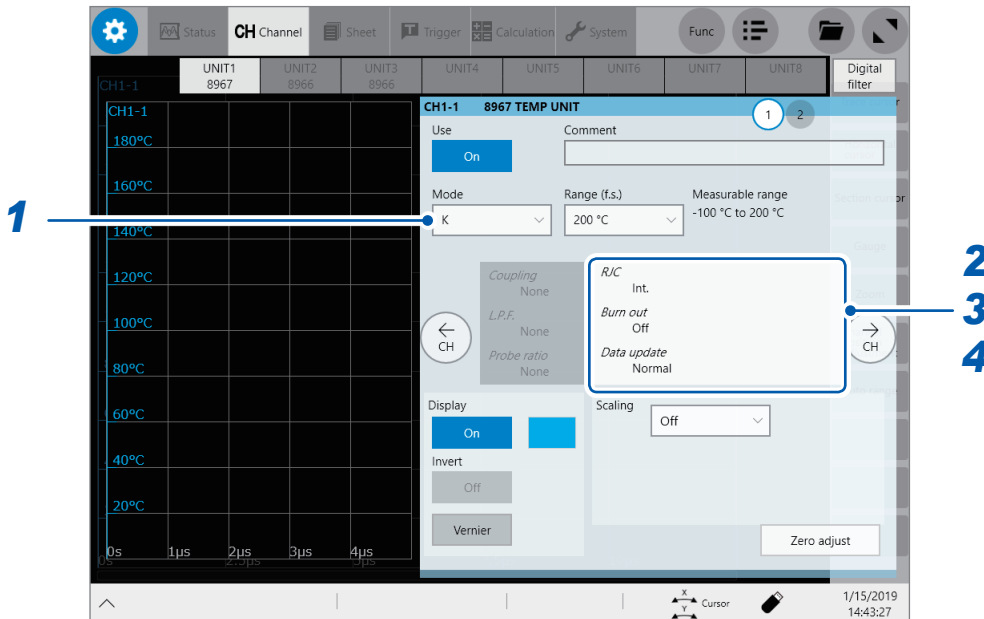 Status
CH Channel
Sheet
Trigger
Calculation
System
Func
UNIT1 UNIT2 UNIT3 UNIT4 UNIT5 UNIT6 UNIT7 UNIT8
8967 8966 8966
Digital
filter
CH1-1
CH1-1
180°C
160°C
140°C
120°C
100°C
80°C
60°C
40°C
20°C
0s 1µs 2µs 3µs 4µs
0s
CH1-1 8967 TEMP UNIT
1 2
Use
On
Comment
Mode
K
Range (f.s.)
200 °C
Measurable range
-100 °C to 200 °C
Coupling
None
L.P.F.
None
Probe ratio
None
RJC
Int.
Burn out
Off
Data update
Normal
←
CH
→
CH
Display
On
Invert
Off
Vernier
Scaling
Off
Zero adjust
Gauge
Zoom
X
Y
Cursor
1/15/2019
14:43:27
1
2
3
4